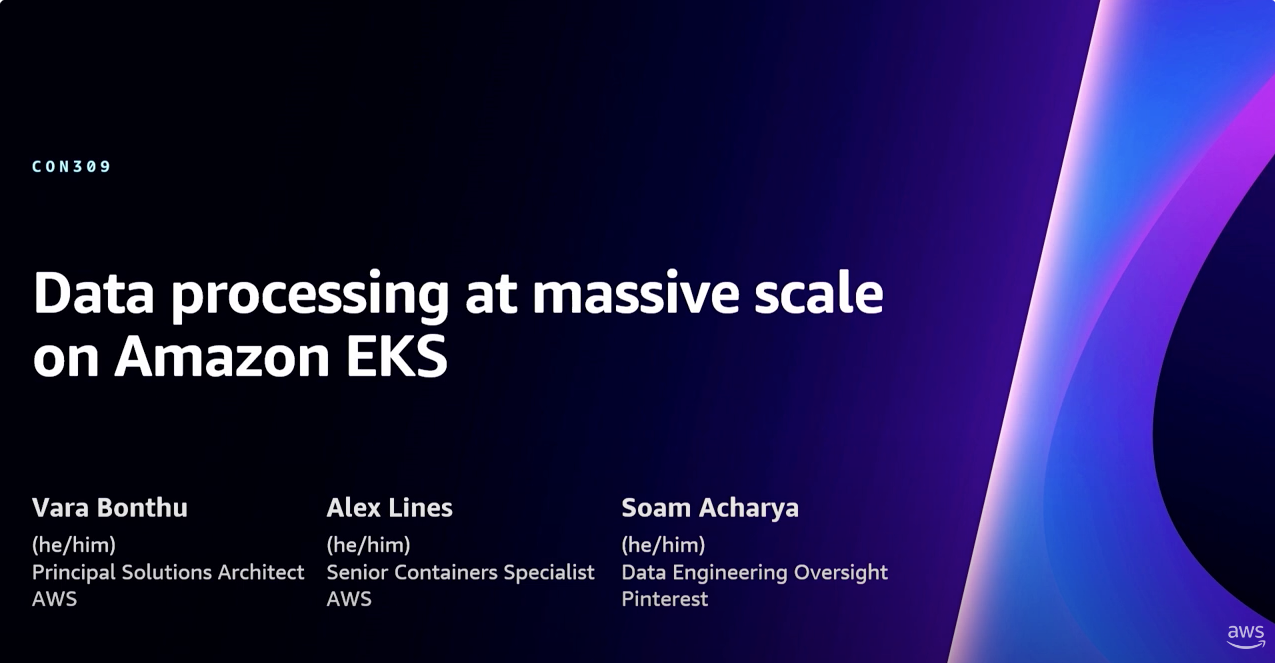 CON309
Data processing at massive scale
on Amazon EKS
Vara Bonthu
(he/him)
Principal Solutions Architect
AWS
Alex Lines
(he/him)
Senior Containers Specialist
AWS
Soam Acharya
(he/him)
Data Engineering Oversight
Pinterest
aws